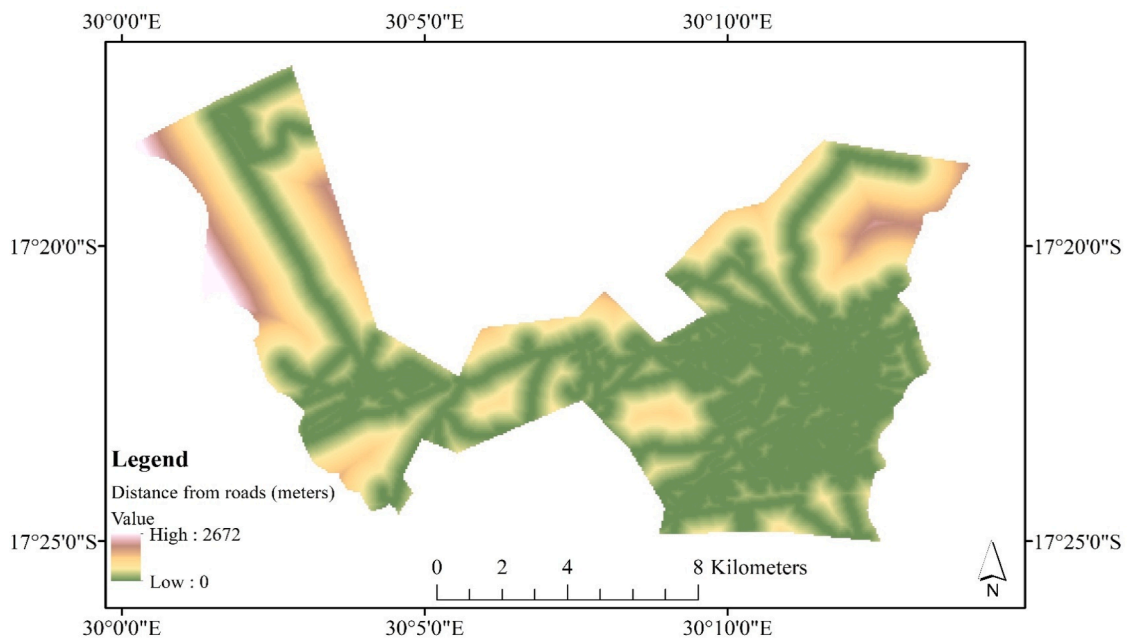 30°0'0"E 30°5'0"E 30°10'0"E
17°20'0"S 17°20'0"S
Legend
Distance from roads (meters)
Value
High : 2672
Low : 0
17°25'0"S 17°25'0"S
0 2 4 8 Kilometers
N
30°0'0"E 30°5'0"E 30°10'0"E